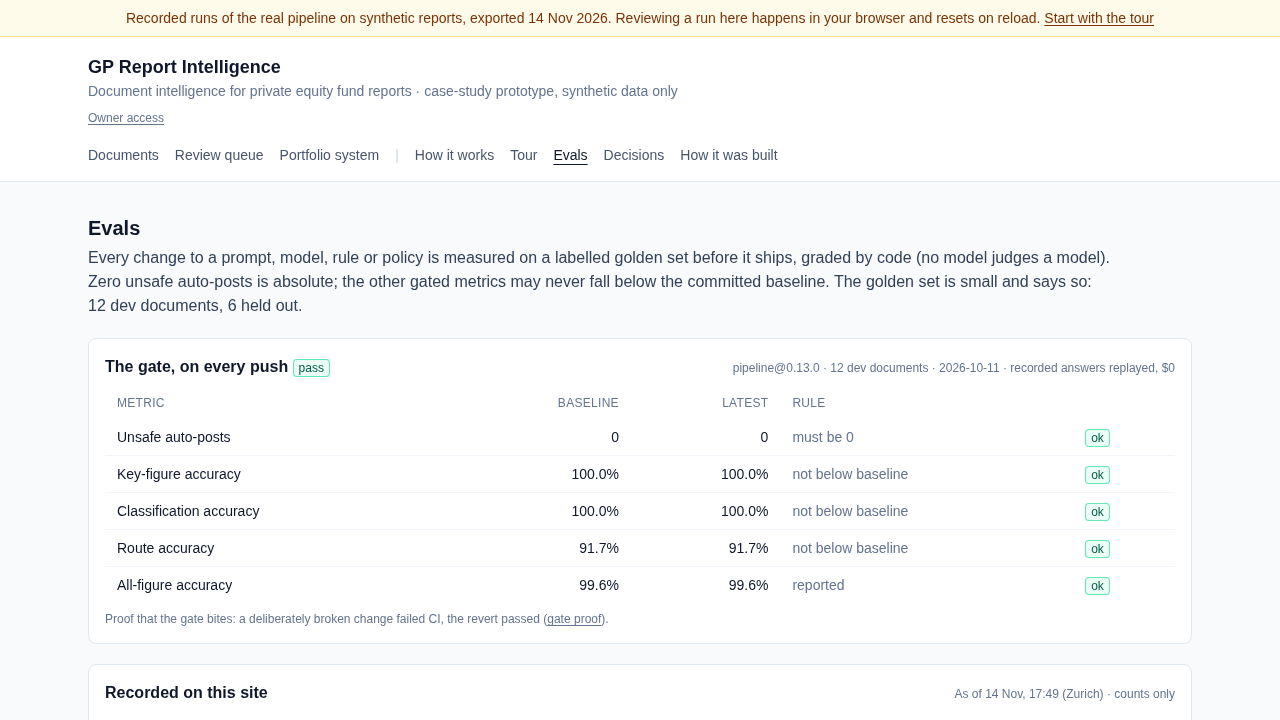 Recorded runs of the real pipeline on synthetic reports, exported 14 Nov 2026. Reviewing a run here happens in your browser and resets on reload. Start with the tour
GP Report Intelligence
Document intelligence for private equity fund reports · case-study prototype, synthetic data only
Owner access
Documents Review queue Portfolio system | How it works Tour Evals Decisions How it was built
Evals
Every change to a prompt, model, rule or policy is measured on a labelled golden set before it ships, graded by code (no model judges a model).
Zero unsafe auto-posts is absolute; the other gated metrics may never fall below the committed baseline. The golden set is small and says so:
12 dev documents, 6 held out.
The gate, on every push pass pipeline@0.13.0 · 12 dev documents · 2026-10-11 · recorded answers replayed, $0
METRIC BASELINE LATEST RULE
Unsafe auto-posts 0 0 must be 0 ok
Key-figure accuracy 100.0% 100.0% not below baseline ok
Classification accuracy 100.0% 100.0% not below baseline ok
Route accuracy 91.7% 91.7% not below baseline ok
All-figure accuracy 99.6% 99.6% reported ok
Proof that the gate bites: a deliberately broken change failed CI, the revert passed (gate proof).
Recorded on this site As of 14 Nov, 17:49 (Zurich) · counts only